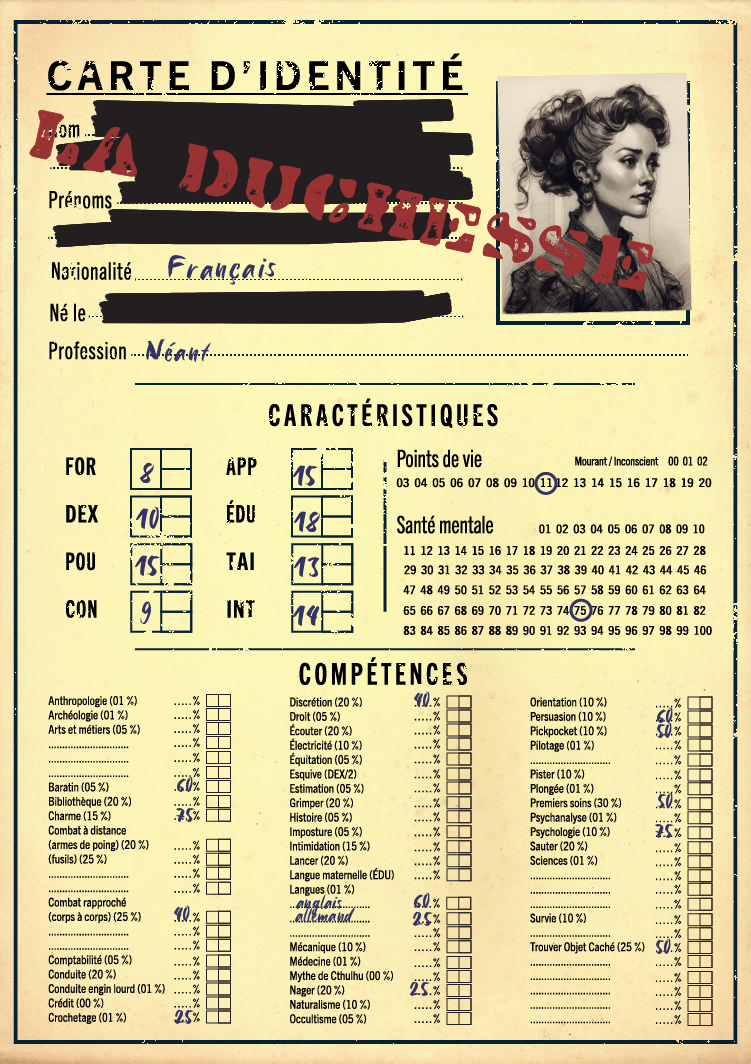 CARTE D'IDENTITÉ
Nom
LA DUCHESSE
Prénoms
Nationalité Français
Né le
Profession Néant
CARACTÉRISTIQUES
FOR 8 APP 15
DEX 10 ÉDU 18
POU 15 TAI 13
CON 9 INT 14
Points de vie Mourant / Inconscient 00 01 02
03 04 05 06 07 08 09 10 11 12 13 14 15 16 17 18 19 20
Santé mentale 01 02 03 04 05 06 07 08 09 10
11 12 13 14 15 16 17 18 19 20 21 22 23 24 25 26 27 28
29 30 31 32 33 34 35 36 37 38 39 40 41 42 43 44 45 46
47 48 49 50 51 52 53 54 55 56 57 58 59 60 61 62 63 64
65 66 67 68 69 70 71 72 73 74 75 76 77 78 79 80 81 82
83 84 85 86 87 88 89 90 91 92 93 94 95 96 97 98 99 100
COMPÉTENCES
Anthropologie (01 %) .....%
Archéologie (01 %) .....%
Arts et métiers (05 %) .....%
.....%
.....%
.....%
Baratin (05 %) 60%
Bibliothèque (20 %) .....%
Charme (15 %) 75%
Combat à distance
(armes de poing) (20 %) .....%
(fusils) (25 %) .....%
.....%
.....%
Combat rapproché
(corps à corps) (25 %) 40%
.....%
.....%
Comptabilité (05 %) .....%
Conduite (20 %) .....%
Conduite engin lourd (01 %) .....%
Crédit (00 %) .....%
Crochetage (01 %) 25%
Discrétion (20 %) 40%
Droit (05 %) .....%
Écouter (20 %) .....%
Électricité (10 %) .....%
Équitation (05 %) .....%
Esquive (DEX/2) .....%
Estimation (05 %) .....%
Grimper (20 %) .....%
Histoire (05 %) .....%
Imposture (05 %) .....%
Intimidation (15 %) .....%
Lancer (20 %) .....%
Langue maternelle (ÉDU) .....%
Langues (01 %)
anglais 60%
allemand 25%
.....%
Mécanique (10 %) .....%
Médecine (01 %) .....%
Mythe de Cthulhu (00 %) .....%
Nager (20 %) 25%
Naturalisme (10 %) .....%
Occultisme (05 %) .....%
Orientation (10 %) .....%
Persuasion (10 %) 60%
Pickpocket (10 %) 50%
Pilotage (01 %) .....%
.....%
Pister (10 %) .....%
Plongée (01 %) .....%
Premiers soins (30 %) 50%
Psychanalyse (01 %) .....%
Psychologie (10 %) 75%
Sauter (20 %) .....%
Sciences (01 %) .....%
.....%
.....%
.....%
Survie (10 %) .....%
.....%
Trouver Objet Caché (25 %) 50%
.....%
.....%
.....%
.....%
.....%